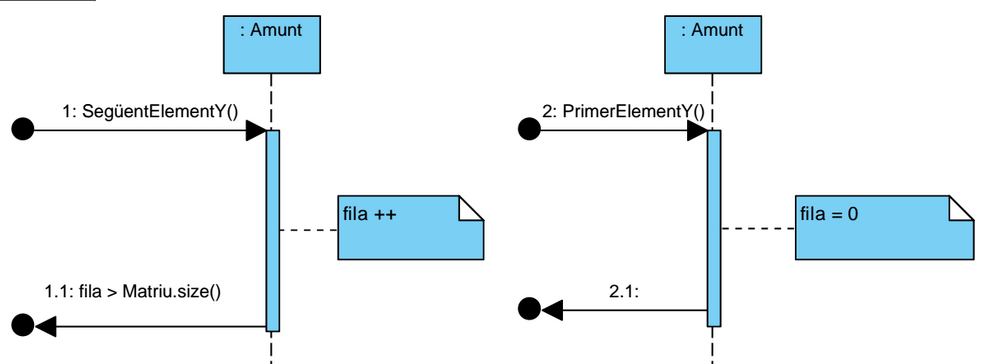 : Amunt
: Amunt
1: SegüentElementY()
2: PrimerElementY()
fila ++
fila = 0
1.1: fila > Matriu.size()
2.1: